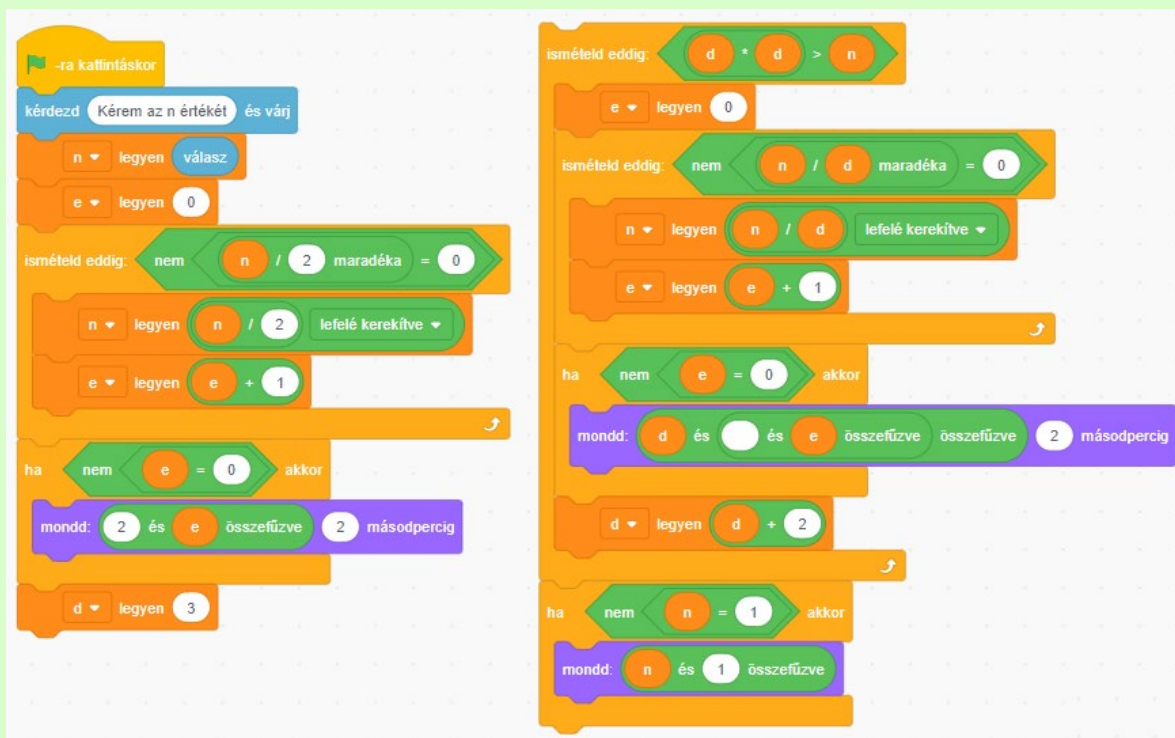 -ra kattintáskor
kérdezd Kérem az n értékét és várj
n legyen válasz
e legyen 0
ismételd eddig: nem n / 2 maradéka = 0
n legyen n / 2 lefelé kerekítve
e legyen e + 1
ha nem e = 0 akkor
mondd: 2 és e összefűzve 2 másodpercig
d legyen 3
ismételd eddig: d * d > n
e legyen 0
ismételd eddig: nem n / d maradéka = 0
n legyen n / d lefelé kerekítve
e legyen e + 1
ha nem e = 0 akkor
mondd: d és és e összefűzve összefűzve 2 másodpercig
d legyen d + 2
ha nem n = 1 akkor
mondd: n és 1 összefűzve